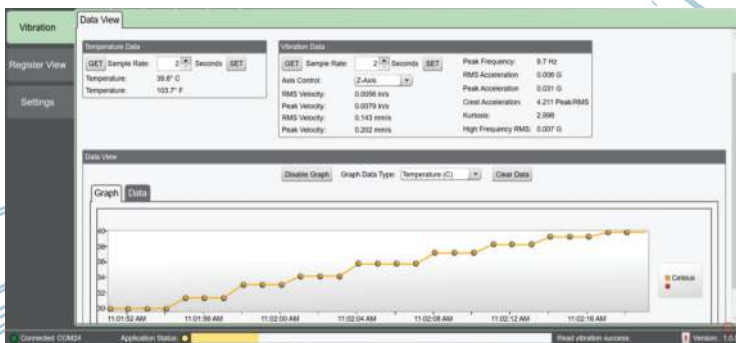 Vibration
Register View
Settings
Data View
Temperature Data
GET Sample Rate: 2 Seconds SET
Temperature: 39.8° C
Temperature: 103.7° F
Vibration Data
GET Sample Rate: 2 Seconds SET
Axis Control: Z-Axis
RMS Velocity: 0.0056 in/s
Peak Velocity: 0.0079 in/s
RMS Velocity: 0.143 mm/s
Peak Velocity: 0.202 mm/s
Peak Frequency: 9.7 Hz
RMS Acceleration: 0.006 G
Peak Acceleration: 0.031 G
Crest Acceleration: 4.211 Peak/RMS
Kurtosis: 2.998
High Frequency RMS: 0.007 G
Data View
Disable Graph Graph Data Type: Temperature (C) Clear Data
Graph Data
40
38
36
34
Celsius
11:01:52 AM 11:01:56 AM 11:02:00 AM 11:02:04 AM 11:02:08 AM 11:02:12 AM 11:02:16 AM
Connected: COM24 Application Status: Read vibration success. Version: